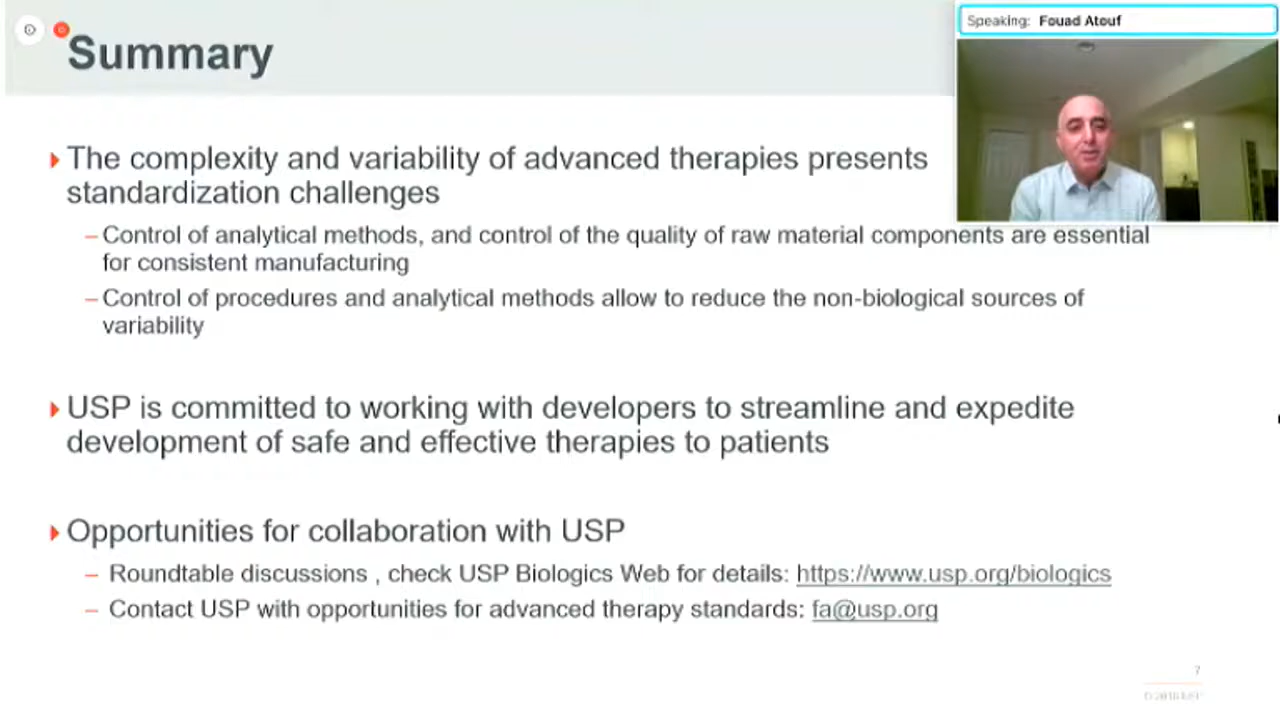 Speaking: Fouad Atouf
Summary
The complexity and variability of advanced therapies presents
standardization challenges
– Control of analytical methods, and control of the quality of raw material components are essential
for consistent manufacturing
– Control of procedures and analytical methods allow to reduce the non-biological sources of
variability
USP is committed to working with developers to streamline and expedite
development of safe and effective therapies to patients
Opportunities for collaboration with USP
– Roundtable discussions , check USP Biologics Web for details: https://www.usp.org/biologics
– Contact USP with opportunities for advanced therapy standards: fa@usp.org
7